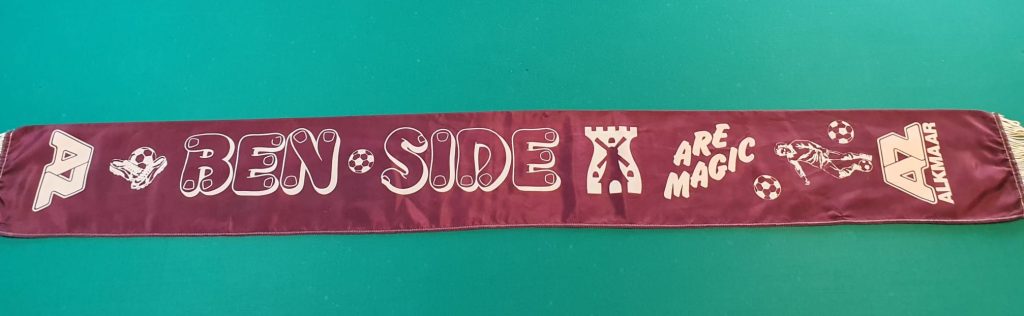 AZ
BEN SIDE
ARE
MAGIC
AZ
ALKMAAR